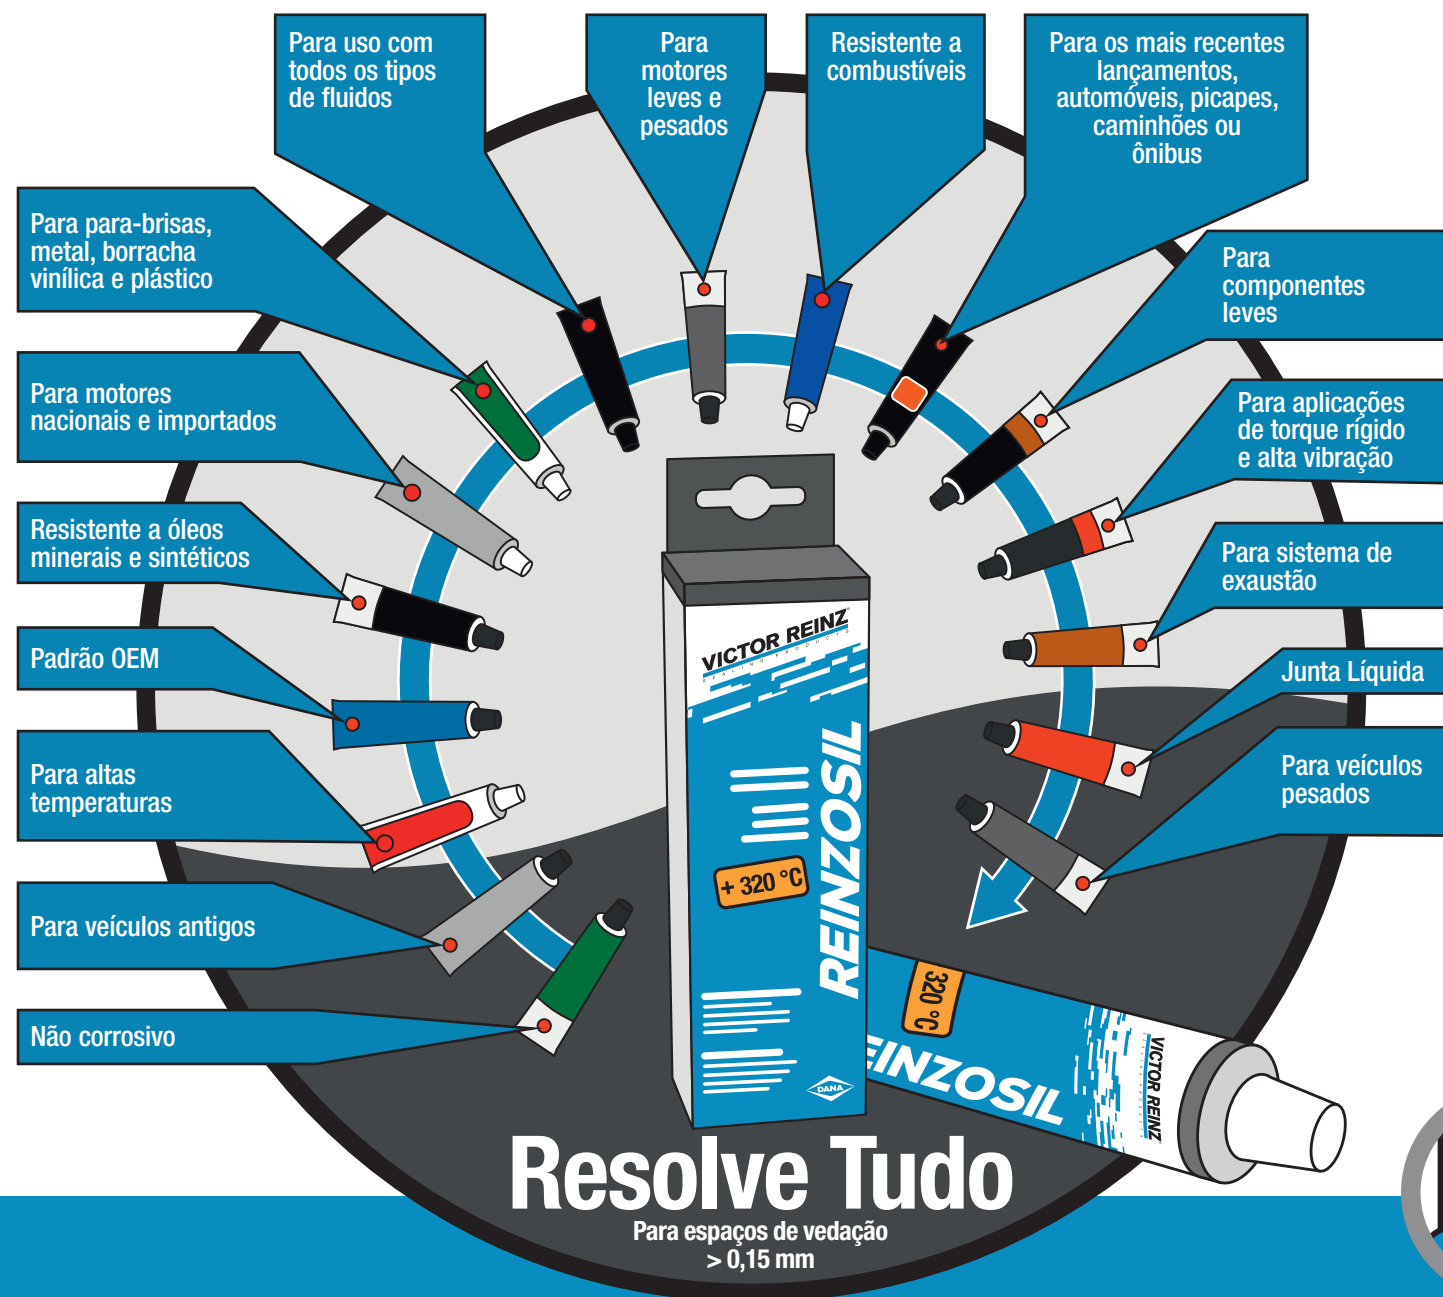 Para uso com
todos os tipos
de fluidos
Para
motores
leves e
pesados
Resistente a
combustíveis
Para os mais recentes
lançamentos,
automóveis, picapes,
caminhões ou
ônibus
Para para-brisas,
metal, borracha
vinílica e plástico
Para
componentes
leves
Para motores
nacionais e importados
Para aplicações
de torque rígido
e alta vibração
Resistente a óleos
minerais e sintéticos
Para sistema de
exaustão
Padrão OEM
Junta Líquida
Para altas
temperaturas
Para veículos
pesados
Para veículos antigos
Não corrosivo
VICTOR REINZ®
SEALING PRODUCTS
REINZOSIL
+ 320 °C
DANA
320 °C
EINZOSIL
VICTOR REINZ
Resolve Tudo
Para espaços de vedação
> 0,15 mm